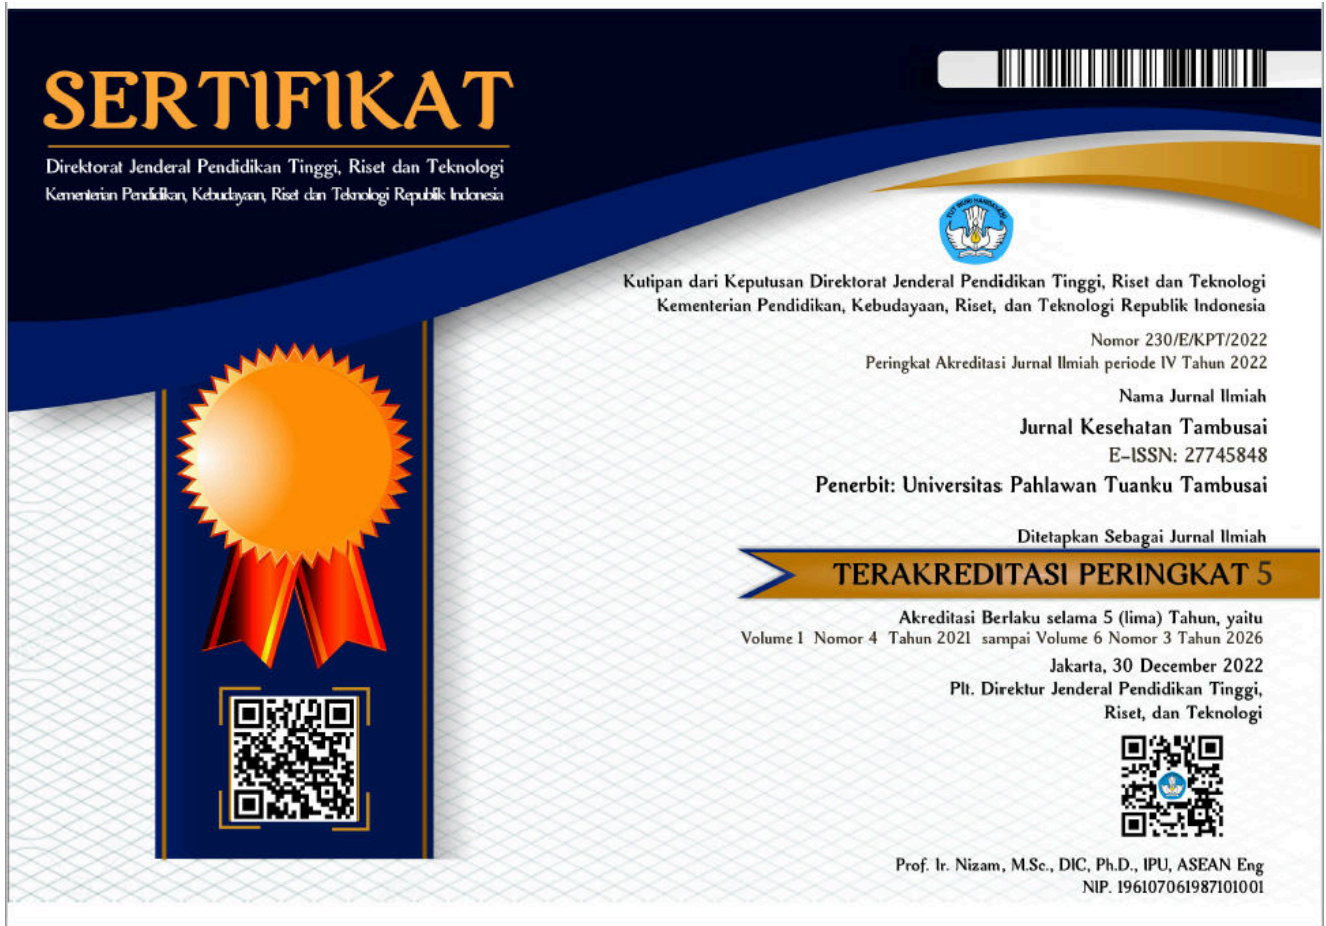 SERTIFIKAT
Direktorat Jenderal Pendidikan Tinggi, Riset dan Teknologi
Kementerian Pendidikan, Kebudayaan, Riset dan Teknologi Republik Indonesia
TUT WURI HANDAYANI
Kutipan dari Keputusan Direktorat Jenderal Pendidikan Tinggi, Riset dan Teknologi
Kementerian Pendidikan, Kebudayaan, Riset, dan Teknologi Republik Indonesia
Nomor 230/E/KPT/2022
Peringkat Akreditasi Jurnal Ilmiah periode IV Tahun 2022
Nama Jurnal Ilmiah
Jurnal Kesehatan Tambusai
E-ISSN: 27745848
Penerbit: Universitas Pahlawan Tuanku Tambusai
Ditetapkan Sebagai Jurnal Ilmiah
TERAKREDITASI PERINGKAT 5
Akreditasi Berlaku selama 5 (lima) Tahun, yaitu
Volume 1 Nomor 4 Tahun 2021 sampai Volume 6 Nomor 3 Tahun 2026
Jakarta, 30 December 2022
Plt. Direktur Jenderal Pendidikan Tinggi,
Riset, dan Teknologi
Prof. Ir. Nizam, M.Sc., DIC, Ph.D., IPU, ASEAN Eng
NIP. 196107061987101001